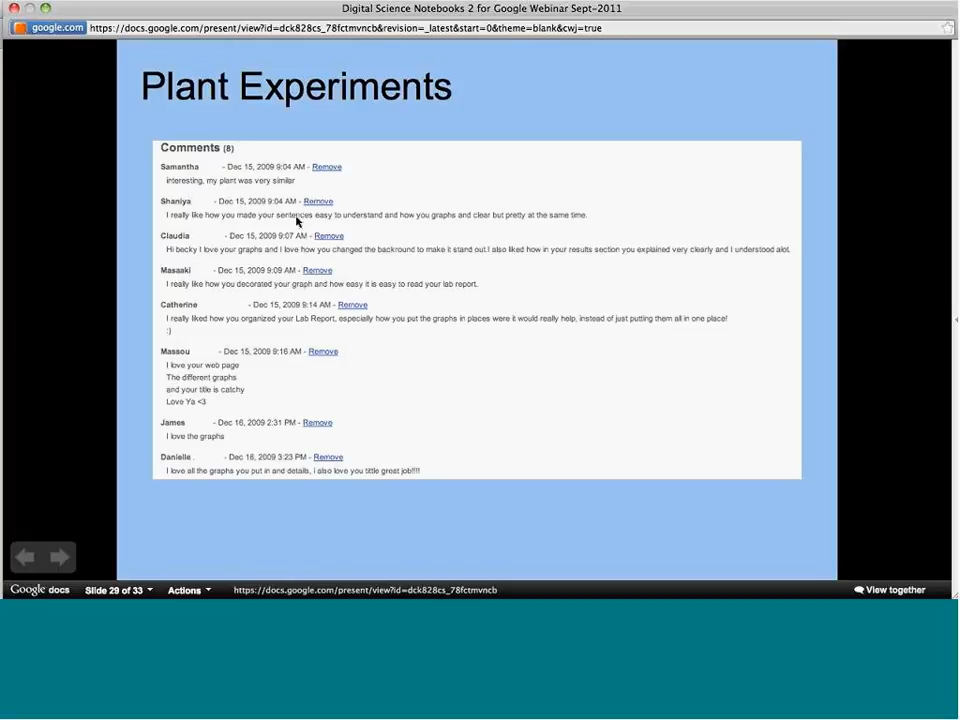 Digital Science Notebooks 2 for Google Webinar Sept-2011
google.com https://docs.google.com/present/view?id=dck828cs_78fctmvncb&revision=_latest&start=0&theme=blank&cwj=true
Plant Experiments
Comments (8)
Samantha - Dec 15, 2009 9:04 AM - Remove
interesting, my plant was very similar
Shaniya - Dec 15, 2009 9:04 AM - Remove
I really like how you made your sentences easy to understand and how you graphs and clear but pretty at the same time.
Claudia - Dec 15, 2009 9:07 AM - Remove
Hi becky I love your graphs and I love how you changed the backround to make it stand out.I also liked how in your results section you explained very clearly and I understood alot.
Masaaki - Dec 15, 2009 9:09 AM - Remove
I really like how you decorated your graph and how easy it is easy to read your lab report.
Catherine - Dec 15, 2009 9:14 AM - Remove
I really liked how you organized your Lab Report, especially how you put the graphs in places were it would really help, instead of just putting them all in one place!
:)
Massou - Dec 15, 2009 9:16 AM - Remove
I love your web page
The different graphs
and your title is catchy
Love Ya <3
James - Dec 16, 2009 2:31 PM - Remove
I love the graphs
Danielle . - Dec 16, 2009 3:23 PM - Remove
I love all the graphs you put in and details, i also love you tittle great job!!!!
Google docs Slide 29 of 33 Actions https://docs.google.com/present/view?id=dck828cs_78fctmvncb View together